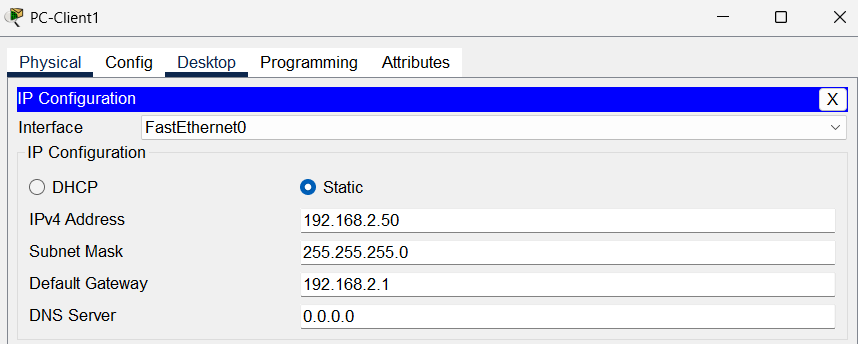 PC-Client1
Physical Config Desktop Programming Attributes
IP Configuration X
Interface FastEthernet0
IP Configuration
DHCP Static
IPv4 Address 192.168.2.50
Subnet Mask 255.255.255.0
Default Gateway 192.168.2.1
DNS Server 0.0.0.0